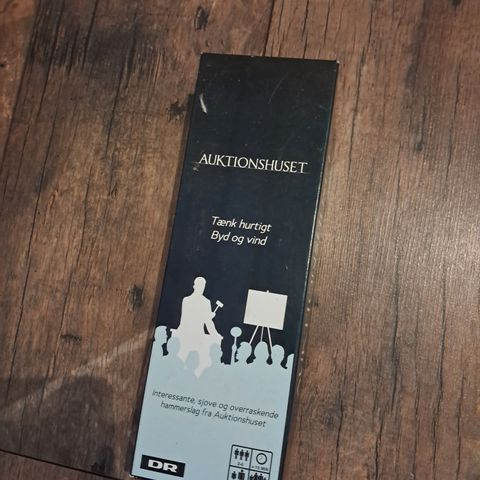 AUKTIONSHUSET
Tænk hurtigt
Byd og vind
Interessante, sjove og overraskende
hammerslag fra Auktionshuset
DR